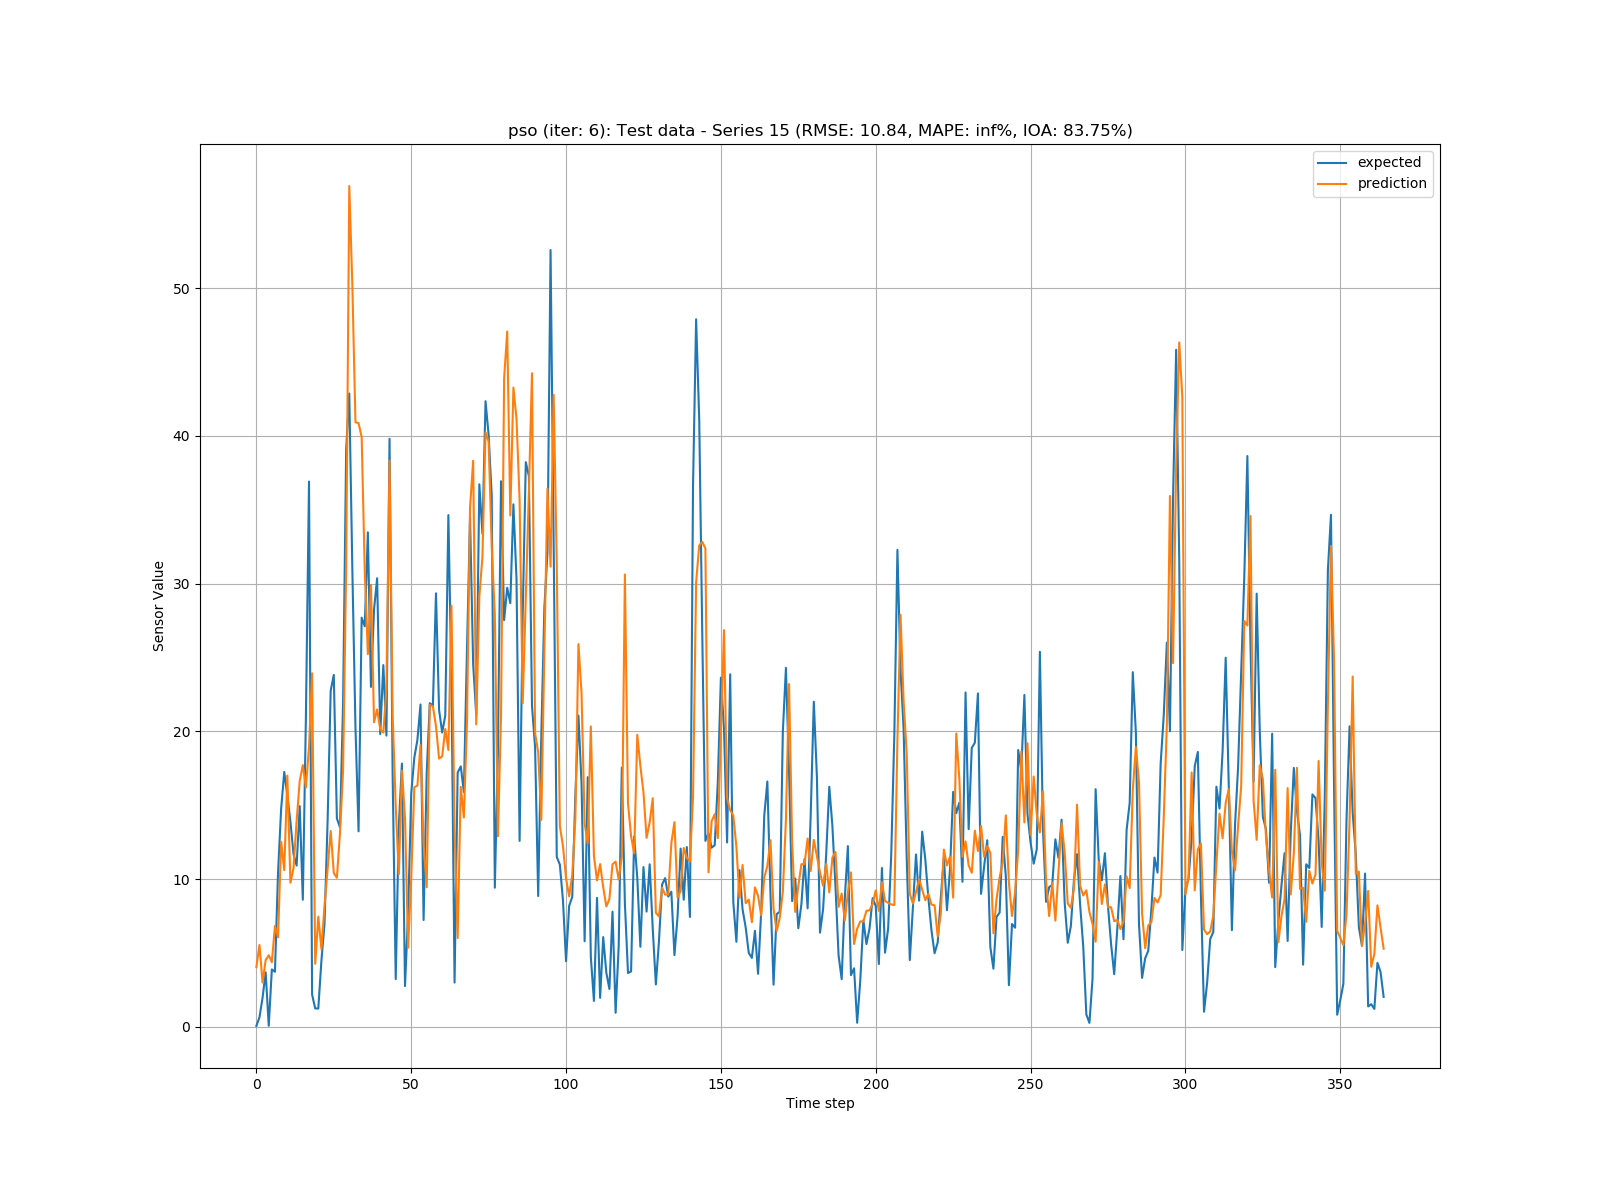 pso (iter: 6): Test data - Series 15 (RMSE: 10.84, MAPE: inf%, IOA: 83.75%)
expected
prediction
50
40
30
20
10
0
Sensor Value
0 50 100 150 200 250 300 350
Time step